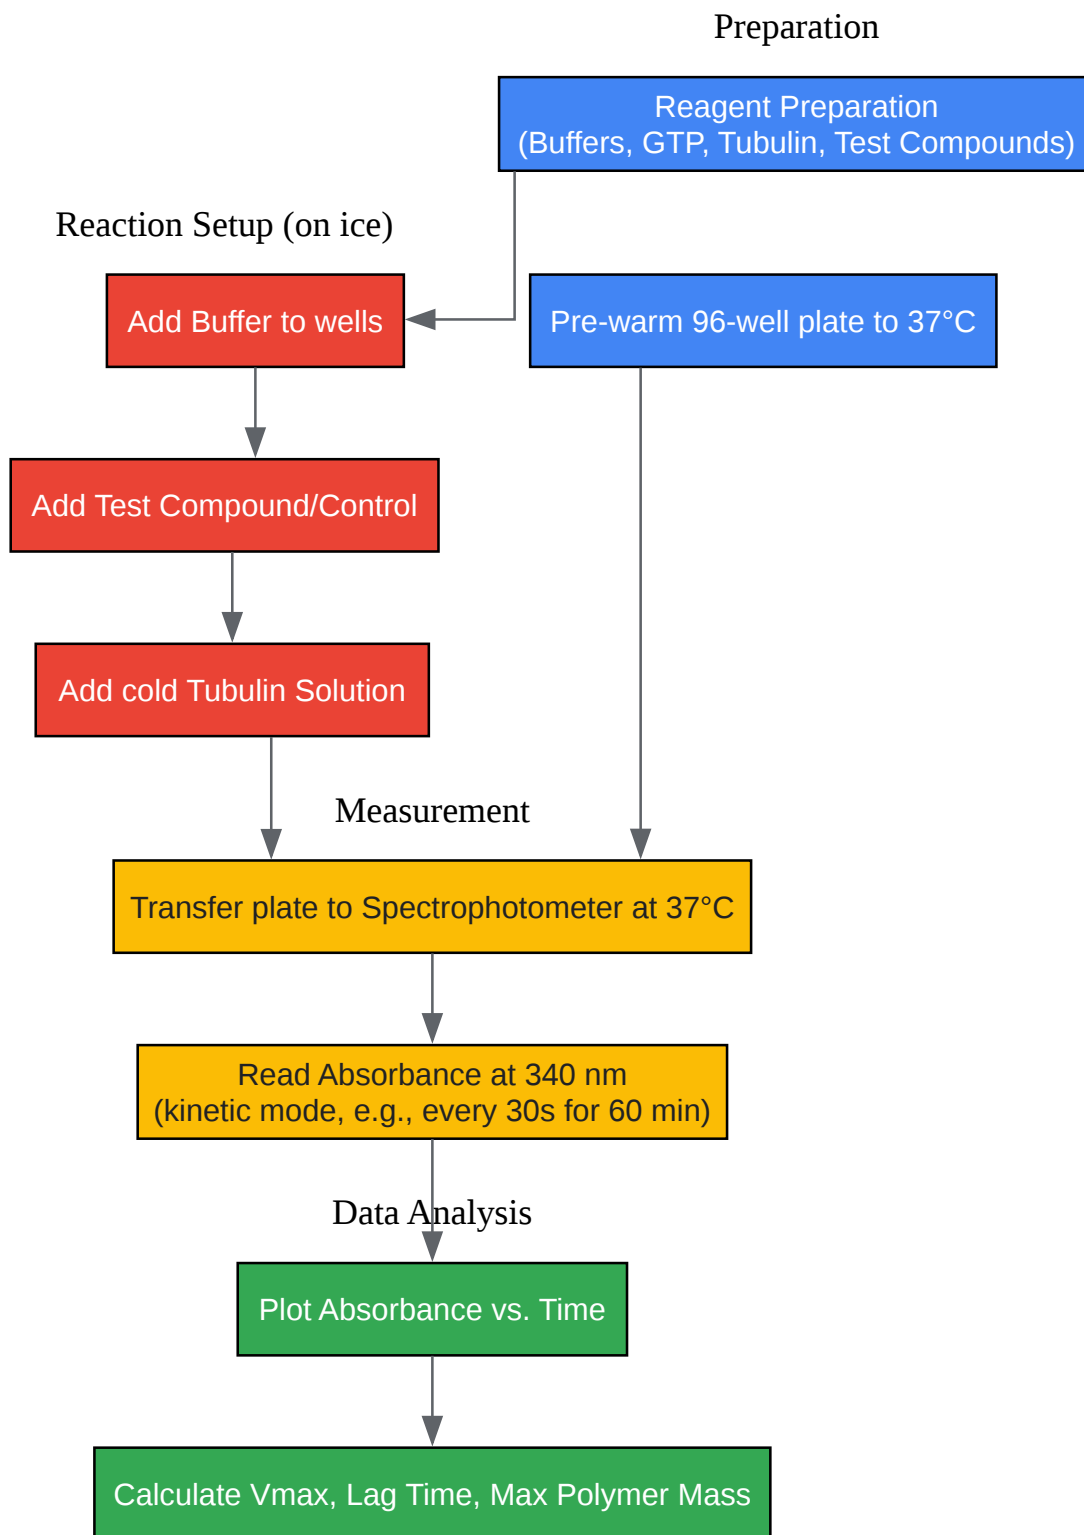 Preparation
Reagent Preparation
(Buffers, GTP, Tubulin, Test Compounds)
Reaction Setup (on ice)
Add Buffer to wells
Pre-warm 96-well plate to 37°C
Add Test Compound/Control
Add cold Tubulin Solution
Measurement
Transfer plate to Spectrophotometer at 37°C
Read Absorbance at 340 nm
(kinetic mode, e.g., every 30s for 60 min)
Data Analysis
Plot Absorbance vs. Time
Calculate Vmax, Lag Time, Max Polymer Mass